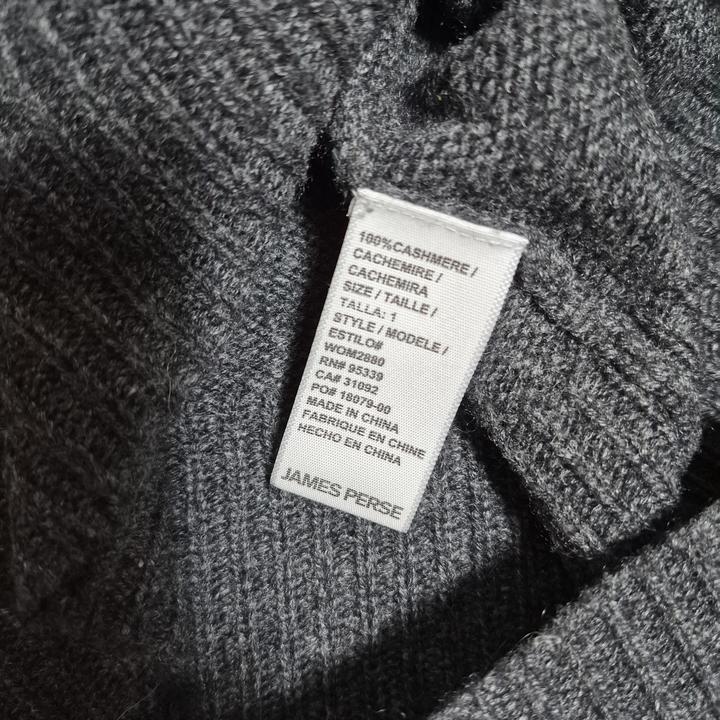 100%CASHMERE /
CACHEMIRE /
CACHEMIRA
SIZE / TAILLE /
TALLA: 1
STYLE / MODELE /
ESTILO#
WOM2880
RN# 95339
CA# 31092
PO# 18079-00
MADE IN CHINA
FABRIQUE EN CHINE
HECHO EN CHINA
JAMES PERSE